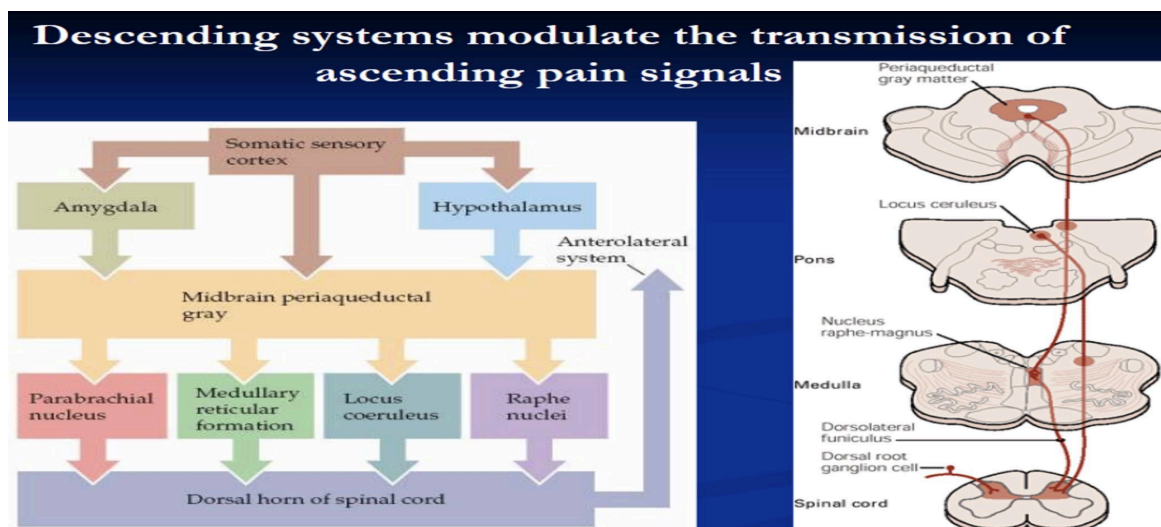 Descending systems modulate the transmission of
ascending pain signals
Somatic sensory
cortex
Amygdala
Hypothalamus
Anterolateral
system
Midbrain periaqueductal
gray
Parabrachial
nucleus
Medullary
reticular
formation
Locus
coeruleus
Raphe
nuclei
Dorsal horn of spinal cord
Periaqueductal
gray matter
Midbrain
Locus ceruleus
Pons
Nucleus
raphe-magnus
Medulla
Dorsolateral
funiculus
Dorsal root
ganglion cell
Spinal cord